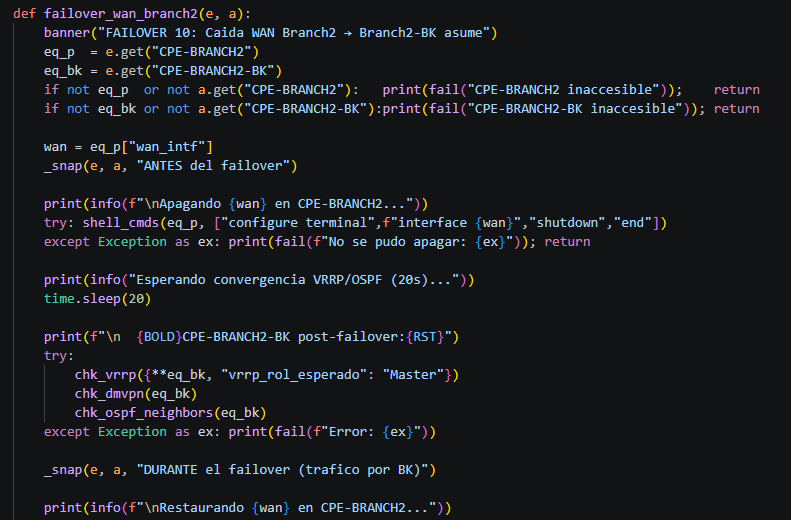 def failover_wan_branch2(e, a):
    banner("FAILOVER 10: Caida WAN Branch2 → Branch2-BK asume")
    eq_p  = e.get("CPE-BRANCH2")
    eq_bk = e.get("CPE-BRANCH2-BK")
    if not eq_p  or not a.get("CPE-BRANCH2"):   print(fail("CPE-BRANCH2 inaccesible"));    return
    if not eq_bk or not a.get("CPE-BRANCH2-BK"):print(fail("CPE-BRANCH2-BK inaccesible")); return
    wan = eq_p["wan_intf"]
    _snap(e, a, "ANTES del failover")
    print(info(f"\nApagando {wan} en CPE-BRANCH2..."))
    try: shell_cmds(eq_p, ["configure terminal",f"interface {wan}","shutdown","end"])
    except Exception as ex: print(fail(f"No se pudo apagar: {ex}")); return
    print(info("Esperando convergencia VRRP/OSPF (20s)..."))
    time.sleep(20)
    print(f"\n  {BOLD}CPE-BRANCH2-BK post-failover:{RST}")
    try:
        chk_vrrp({**eq_bk, "vrrp_rol_esperado": "Master"})
        chk_dmvpn(eq_bk)
        chk_ospf_neighbors(eq_bk)
    except Exception as ex: print(fail(f"Error: {ex}"))
    _snap(e, a, "DURANTE el failover (trafico por BK)")
    print(info(f"\nRestaurando {wan} en CPE-BRANCH2..."))